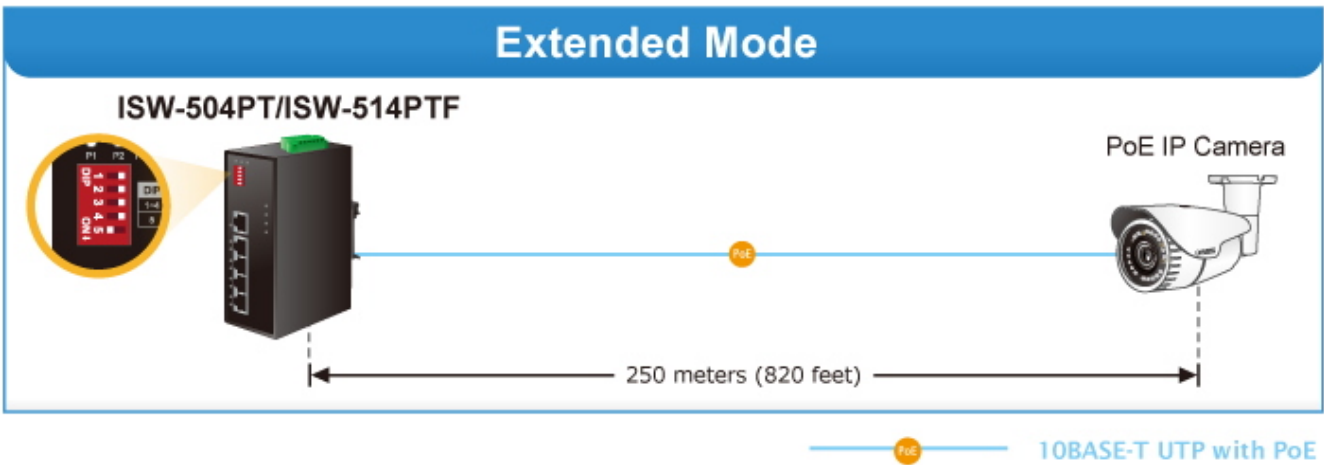 Extended Mode
ISW-504PT/ISW-514PTF
PoE IP Camera
P1 P2
DIP
1 2 3 4 5
ON
DIP
1~4
5
PoE
250 meters (820 feet)
PoE
10BASE-T UTP with PoE